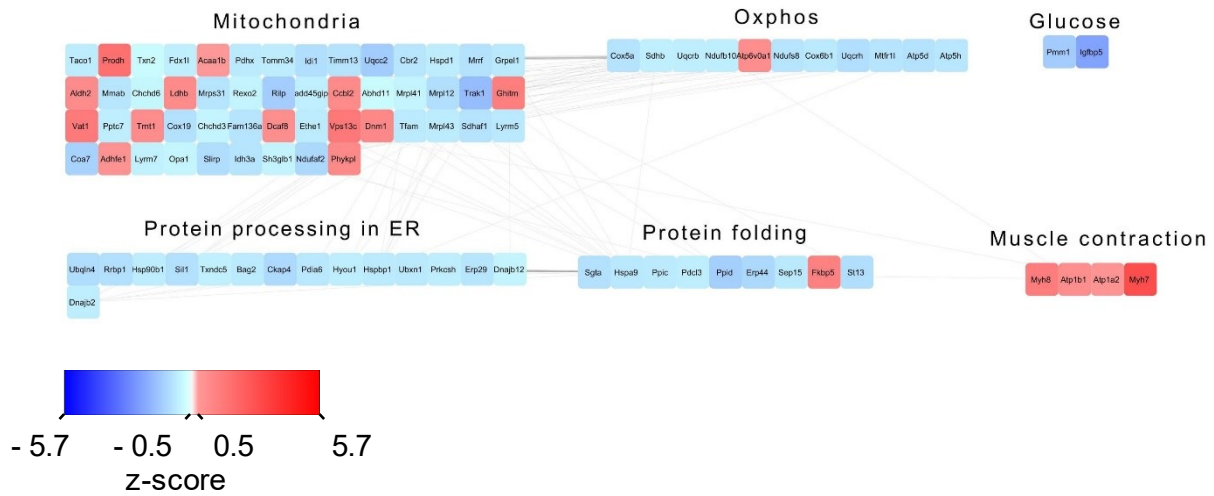 Mitochondria
Oxphos
Glucose
Taco1 Prodh Txn2 Fdx1l Acaa1b Pdhx Tomm34 Idi1 Timm13 Uqcc2 Cbr2 Hspd1 Mrrf Grpel1
Cox5a Sdhb Uqcrb Ndufb10 Atp6v0a1 Ndufs8 Cox6b1 Uqcrh Mtfr1l Atp5d Atp5h
Pmm1 Igfbp5
Aldh2 Mmab Chchd6 Ldhb Mrps31 Rexo2 Rilp add45gip Ccbl2 Abhd11 Mrpl41 Mrpl12 Trak1 Ghitm
Vat1 Pptc7 Tmt1 Cox19 Chchd3 Fam136a Dcaf8 Ethe1 Vps13c Dnm1 Tfam Mrpl43 Sdhaf1 Lyrm5
Coa7 Adhfe1 Lyrm7 Opa1 Slirp Idh3a Sh3glb1 Ndufaf2 Phykpl
Protein processing in ER
Protein folding
Muscle contraction
Ubqln4 Rrbp1 Hsp90b1 Sil1 Txndc5 Bag2 Ckap4 Pdia6 Hyou1 Hspbp1 Ubxn1 Prkcsh Erp29 Dnajb12
Sgta Hspa9 Ppic Pdcl3 Ppid Erp44 Sep15 Fkbp5 St13
Myh8 Atp1b1 Atp1a2 Myh7
Dnajb2
- 5.7 - 0.5 0.5 5.7
z-score